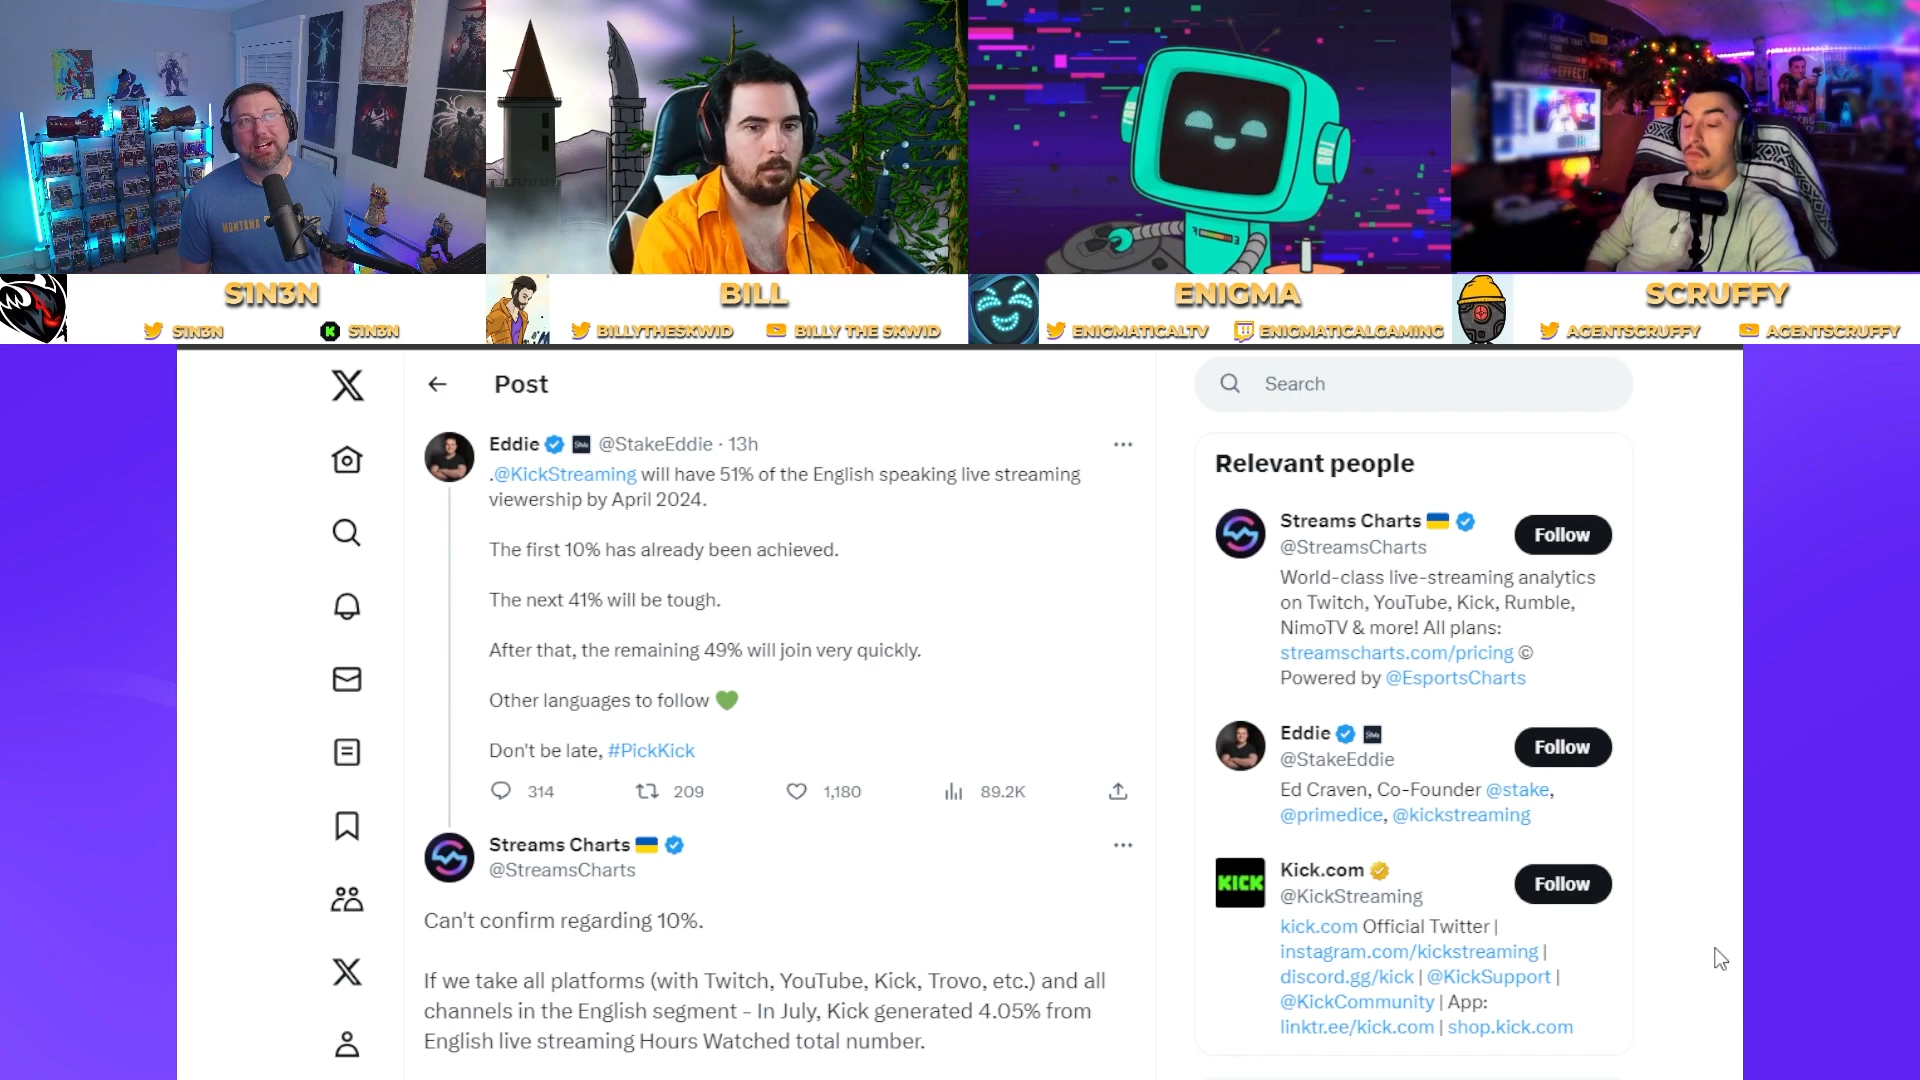 MONTANA
S1N3N
S1N3N
S1N3N
BILL
BILLYTHESKWID
BILLY THE SKWID
ENIGMA
ENIGMATICALTV
ENIGMATICALGAMING
SCRUFFY
AGENTSCRUFFY
AGENTSCRUFFY
Post
Search
Eddie @StakeEddie · 13h
.@KickStreaming will have 51% of the English speaking live streaming
viewership by April 2024.
The first 10% has already been achieved.
The next 41% will be tough.
After that, the remaining 49% will join very quickly.
Other languages to follow 💚
Don't be late, #PickKick
314
209
1,180
89.2K
Streams Charts 🇺🇦
@StreamsCharts
Can't confirm regarding 10%.
If we take all platforms (with Twitch, YouTube, Kick, Trovo, etc.) and all
channels in the English segment - In July, Kick generated 4.05% from
English live streaming Hours Watched total number.
Relevant people
Streams Charts 🇺🇦
@StreamsCharts
Follow
World-class live-streaming analytics
on Twitch, YouTube, Kick, Rumble,
NimoTV & more! All plans:
streamscharts.com/pricing ©
Powered by @EsportsCharts
Eddie
@StakeEddie
Follow
Ed Craven, Co-Founder @stake,
@primedice, @kickstreaming
KICK
Kick.com
@KickStreaming
Follow
kick.com Official Twitter |
instagram.com/kickstreaming |
discord.gg/kick | @KickSupport |
@KickCommunity | App:
linktr.ee/kick.com | shop.kick.com